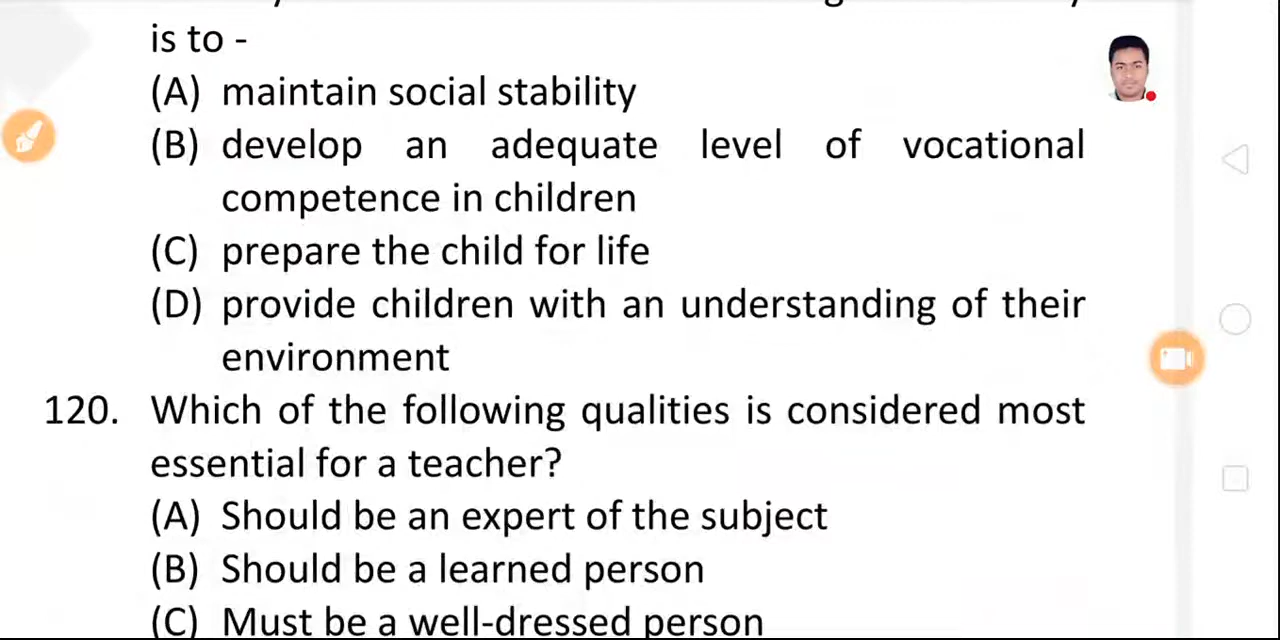 is to -
(A) maintain social stability
(B) develop an adequate level of vocational
competence in children
(C) prepare the child for life
(D) provide children with an understanding of their
environment
120. Which of the following qualities is considered most
essential for a teacher?
(A) Should be an expert of the subject
(B) Should be a learned person
(C) Must be a well-dressed person